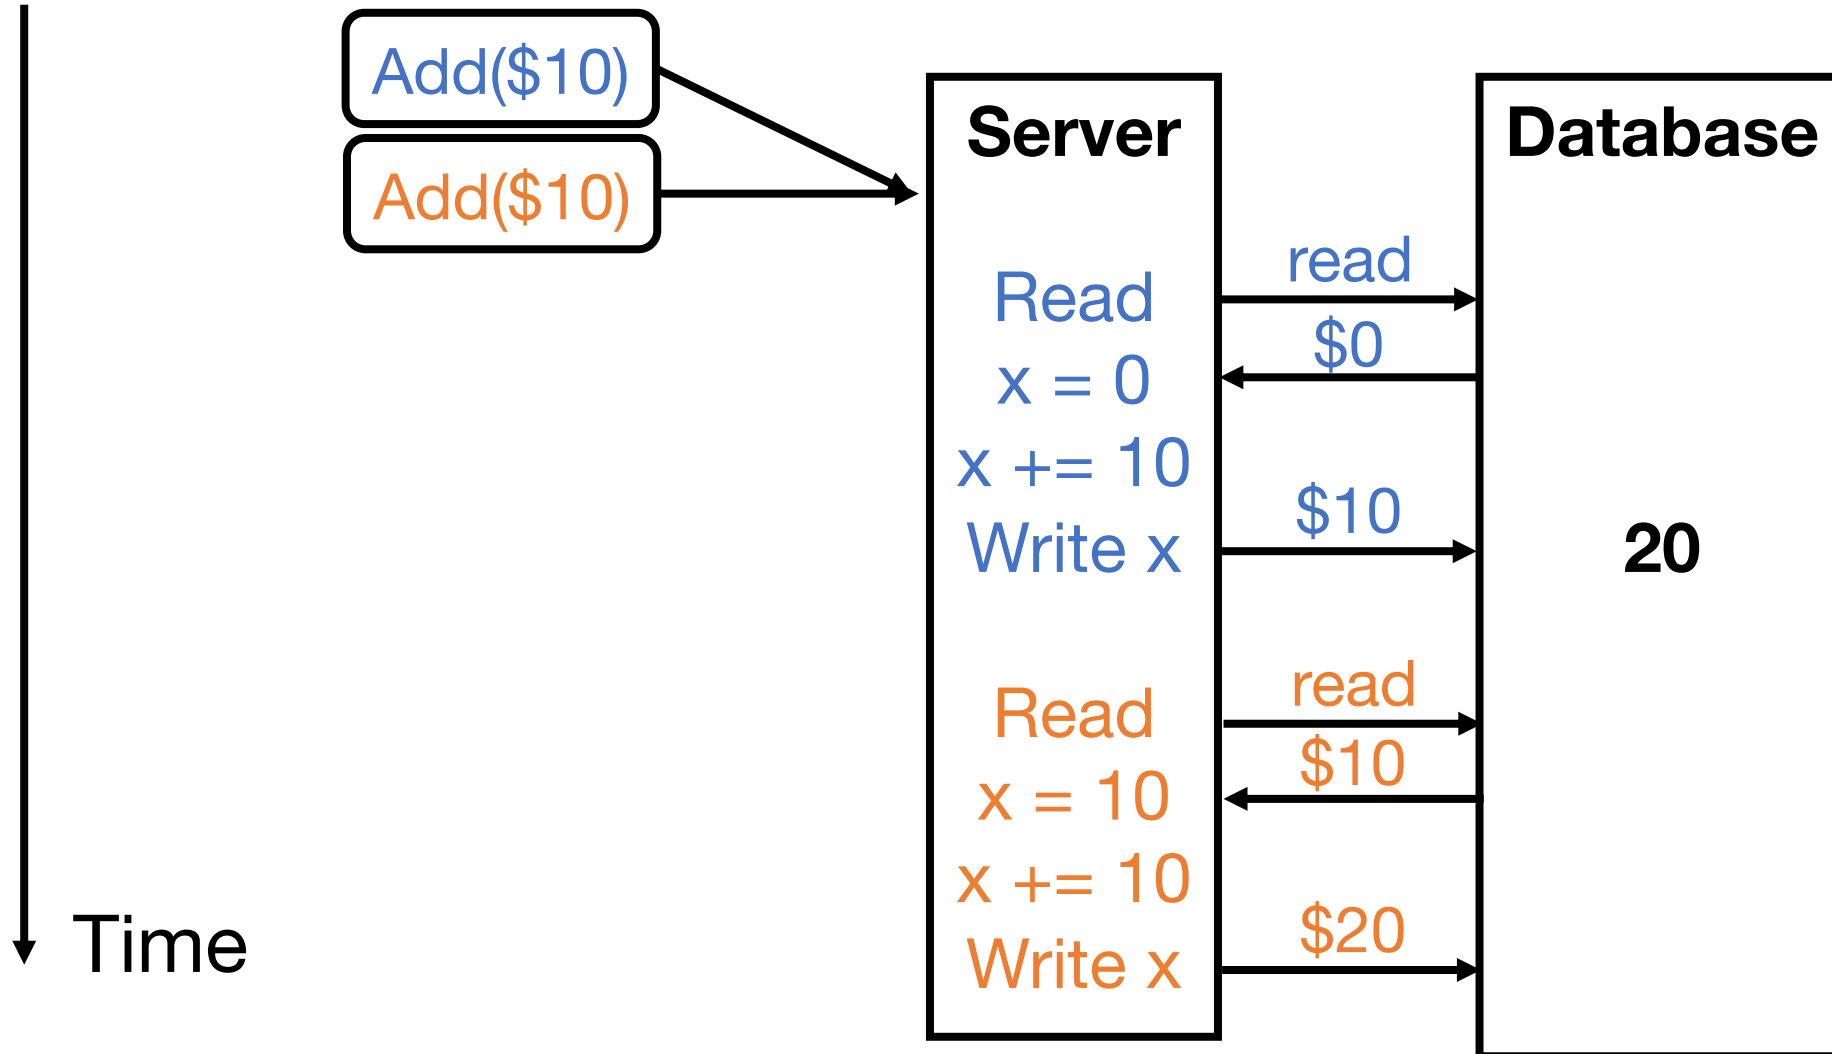 Add($10)
Add($10)
Server
Database
Read
read
$0
x = 0
x += 10
$10
Write x
20
Read
read
$10
x = 10
x += 10
$20
Write x
Time